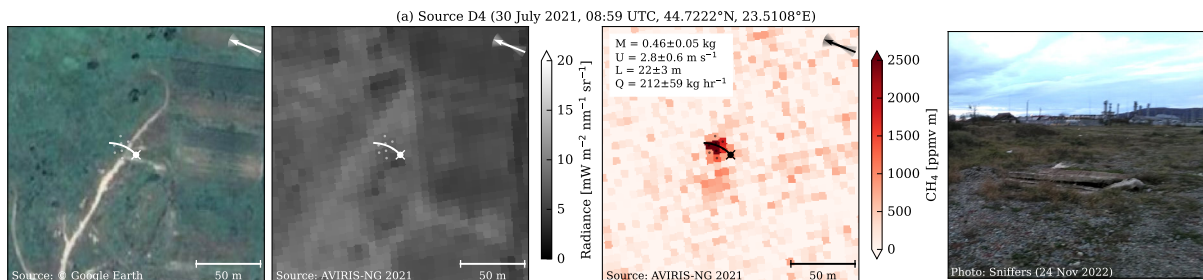 (a) Source D4 (30 July 2021, 08:59 UTC, 44.7222°N, 23.5108°E)
Source: © Google Earth
50 m
Source: AVIRIS-NG 2021
50 m
20
15
10
5
0
Radiance [mW m⁻² nm⁻¹ sr⁻¹]
M = 0.46±0.05 kg
U = 2.8±0.6 m s⁻¹
L = 22±3 m
Q = 212±59 kg hr⁻¹
Source: AVIRIS-NG 2021
50 m
2500
2000
1500
1000
500
0
CH₄ [ppmv m]
Photo: Sniffers (24 Nov 2022)